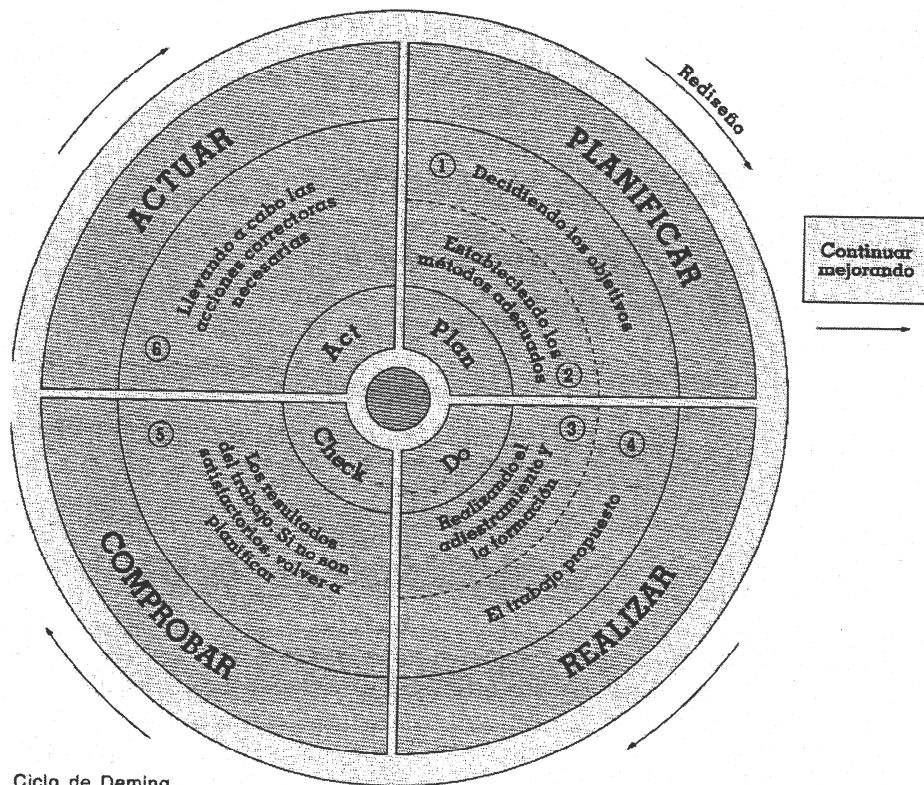 Rediseño
PLANIFICAR
① Decidiendo los objetivos
Estableciendo los
métodos adecuados
②
Plan
Continuar
mejorando
REALIZAR
③
Realizando el
adiestramiento y
la formación
④
El trabajo propuesto
Do
COMPROBAR
⑤
Los resultados
del trabajo. Si no son
satisfactorios, volver a
planificar
Check
ACTUAR
⑥
Llevando a cabo las
acciones correctoras
necesarias
Act
Ciclo de Deming